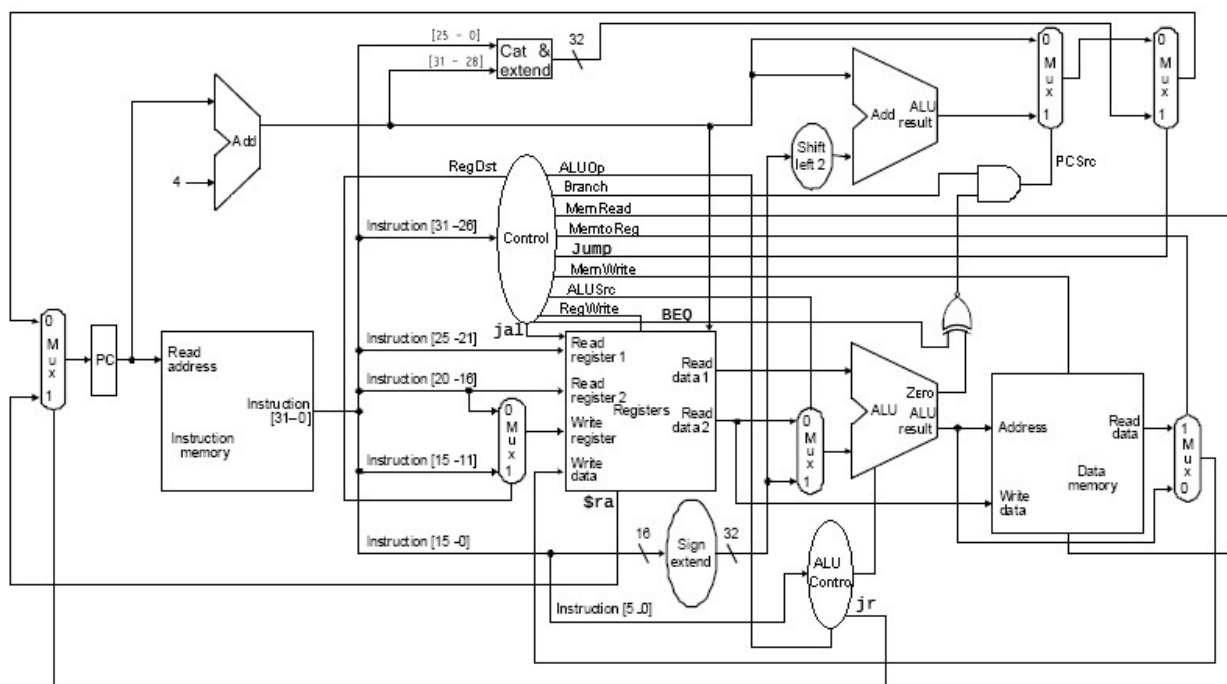 [25 - 0]
[31 - 28]
Cat &
extend
32
0
Mux
1
0
Mux
1
Add
4
Add
ALU
result
Shift
left 2
PCSrc
RegDst
ALUOp
Branch
MemRead
MemtoReg
Jump
MemWrite
ALUSrc
RegWrite
BEQ
jal
Control
Instruction [31–26]
0
Mux
1
PC
Read
address
Instruction
[31–0]
Instruction
memory
Instruction [25 -21]
Instruction [20 -16]
Instruction [15 -11]
Instruction [15 -0]
Instruction [5 .0]
0
Mux
1
Read
register 1
Read
register 2
Write
register
Write
data
Registers
Read
data 1
Read
data 2
$ra
16
Sign
extend
32
0
Mux
1
Zero
ALU
ALU
result
ALU
Contro
jr
Address
Write
data
Read
data
Data
memory
1
Mux
0